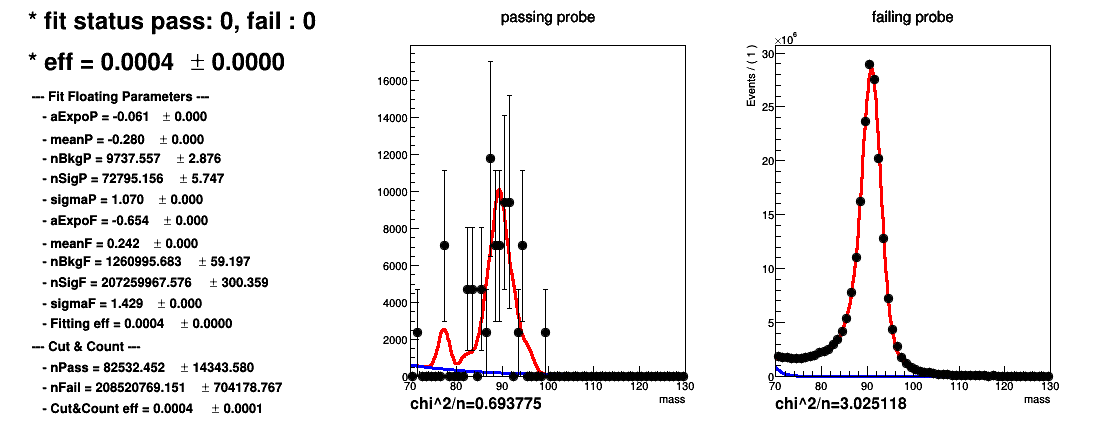 * fit status pass: 0, fail : 0
* eff = 0.0004 ± 0.0000
--- Fit Floating Parameters ---
- aExpoP = -0.061 ± 0.000
- meanP = -0.280 ± 0.000
- nBkgP = 9737.557 ± 2.876
- nSigP = 72795.156 ± 5.747
- sigmaP = 1.070 ± 0.000
- aExpoF = -0.654 ± 0.000
- meanF = 0.242 ± 0.000
- nBkgF = 1260995.683 ± 59.197
- nSigF = 207259967.576 ± 300.359
- sigmaF = 1.429 ± 0.000
- Fitting eff = 0.0004 ± 0.0000
--- Cut & Count ---
- nPass = 82532.452 ± 14343.580
- nFail = 208520769.151 ± 704178.767
- Cut&Count eff = 0.0004 ± 0.0001
passing probe
16000
14000
12000
10000
8000
6000
4000
2000
0
70 80 90 100 110 120 130
mass
chi^2/n=0.693775
failing probe
×10^6
Events / ( 1 )
30
25
20
15
10
5
0
70 80 90 100 110 120 130
mass
chi^2/n=3.025118